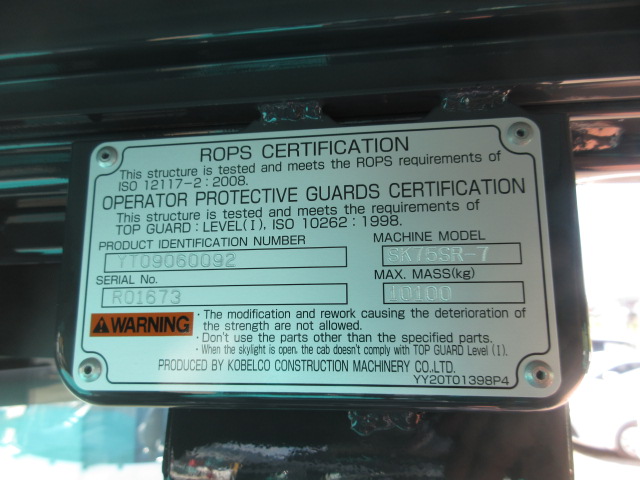 ROPS CERTIFICATION
This structure is tested and meets the ROPS requirements of
ISO 12117-2 : 2008.
OPERATOR PROTECTIVE GUARDS CERTIFICATION
This structure is tested and meets the requirements of
TOP GUARD : LEVEL(I), ISO 10262 : 1998.
PRODUCT IDENTIFICATION NUMBER
YT09060092
MACHINE MODEL
SK75SR-7
SERIAL No.
R01673
MAX. MASS(kg)
10100
WARNING
· The modification and rework causing the deterioration of
the strength are not allowed.
· Don't use the parts other than the specified parts.
· When the skylight is open, the cab doesn't comply with TOP GUARD Level (I).
PRODUCED BY KOBELCO CONSTRUCTION MACHINERY CO.,LTD.
YY20T01398P4